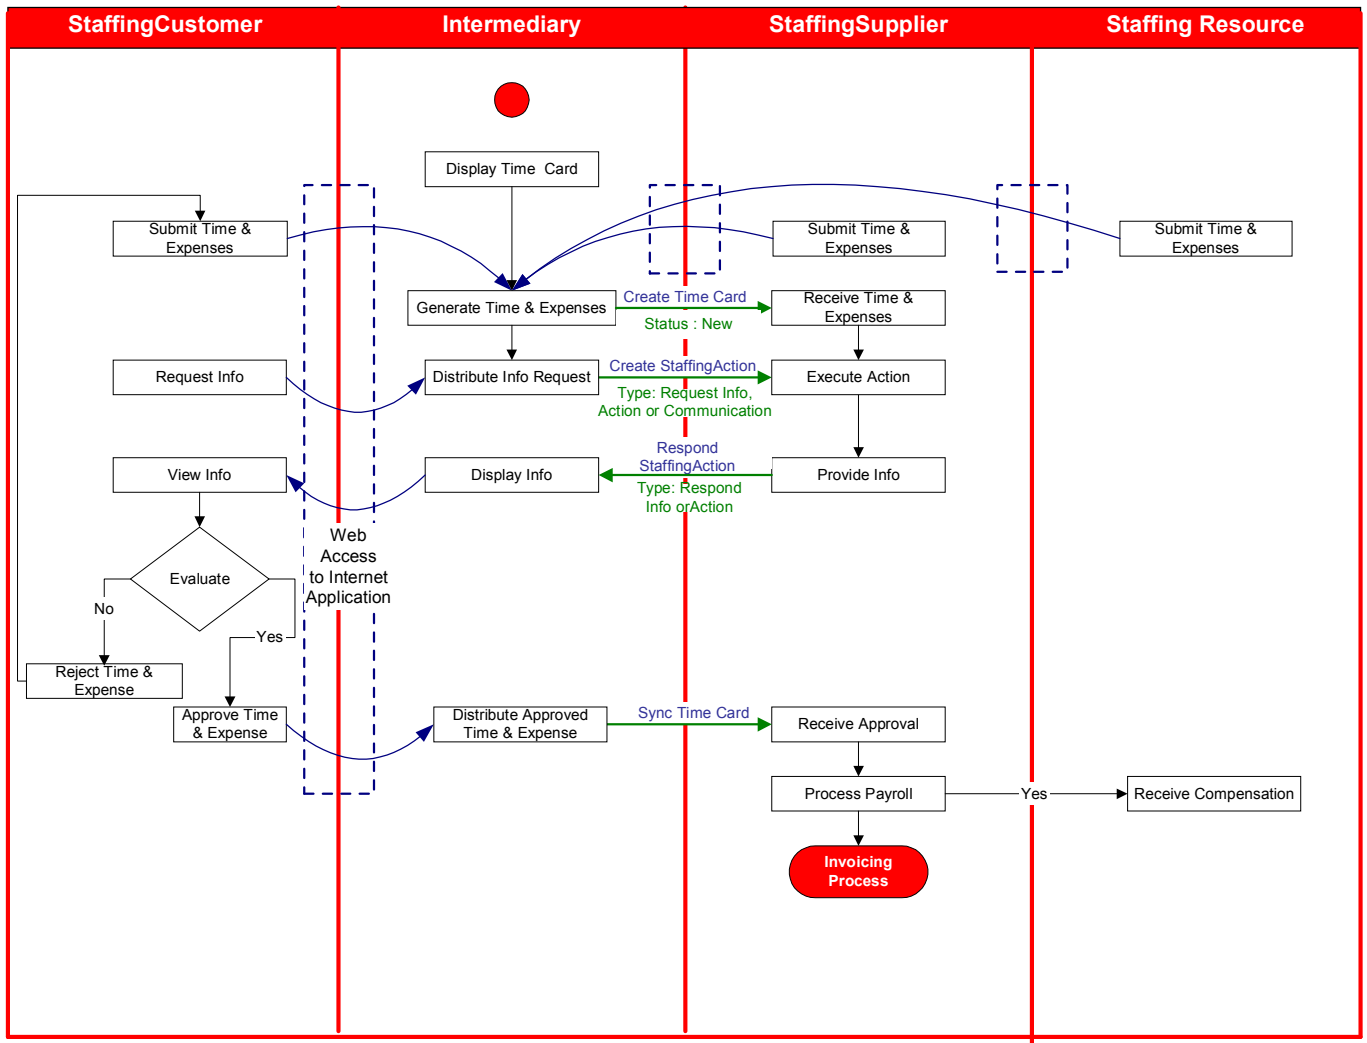 StaffingCustomer
Intermediary
StaffingSupplier
Staffing Resource
Display Time  Card
Submit Time &
Expenses
Submit Time &
Expenses
Submit Time &
Expenses
Generate Time & Expenses
Create Time Card
Status : New
Receive Time &
Expenses
Request Info
Distribute Info Request
Create StaffingAction
Type: Request Info,
Action or Communication
Execute Action
View Info
Display Info
Respond
StaffingAction
Type: Respond
Info orAction
Provide Info
Web
Access
to Internet
Application
Evaluate
No
Yes
Reject Time &
Expense
Approve Time
& Expense
Distribute Approved
Time & Expense
Sync Time Card
Receive Approval
Process Payroll
Yes
Receive Compensation
Invoicing
Process